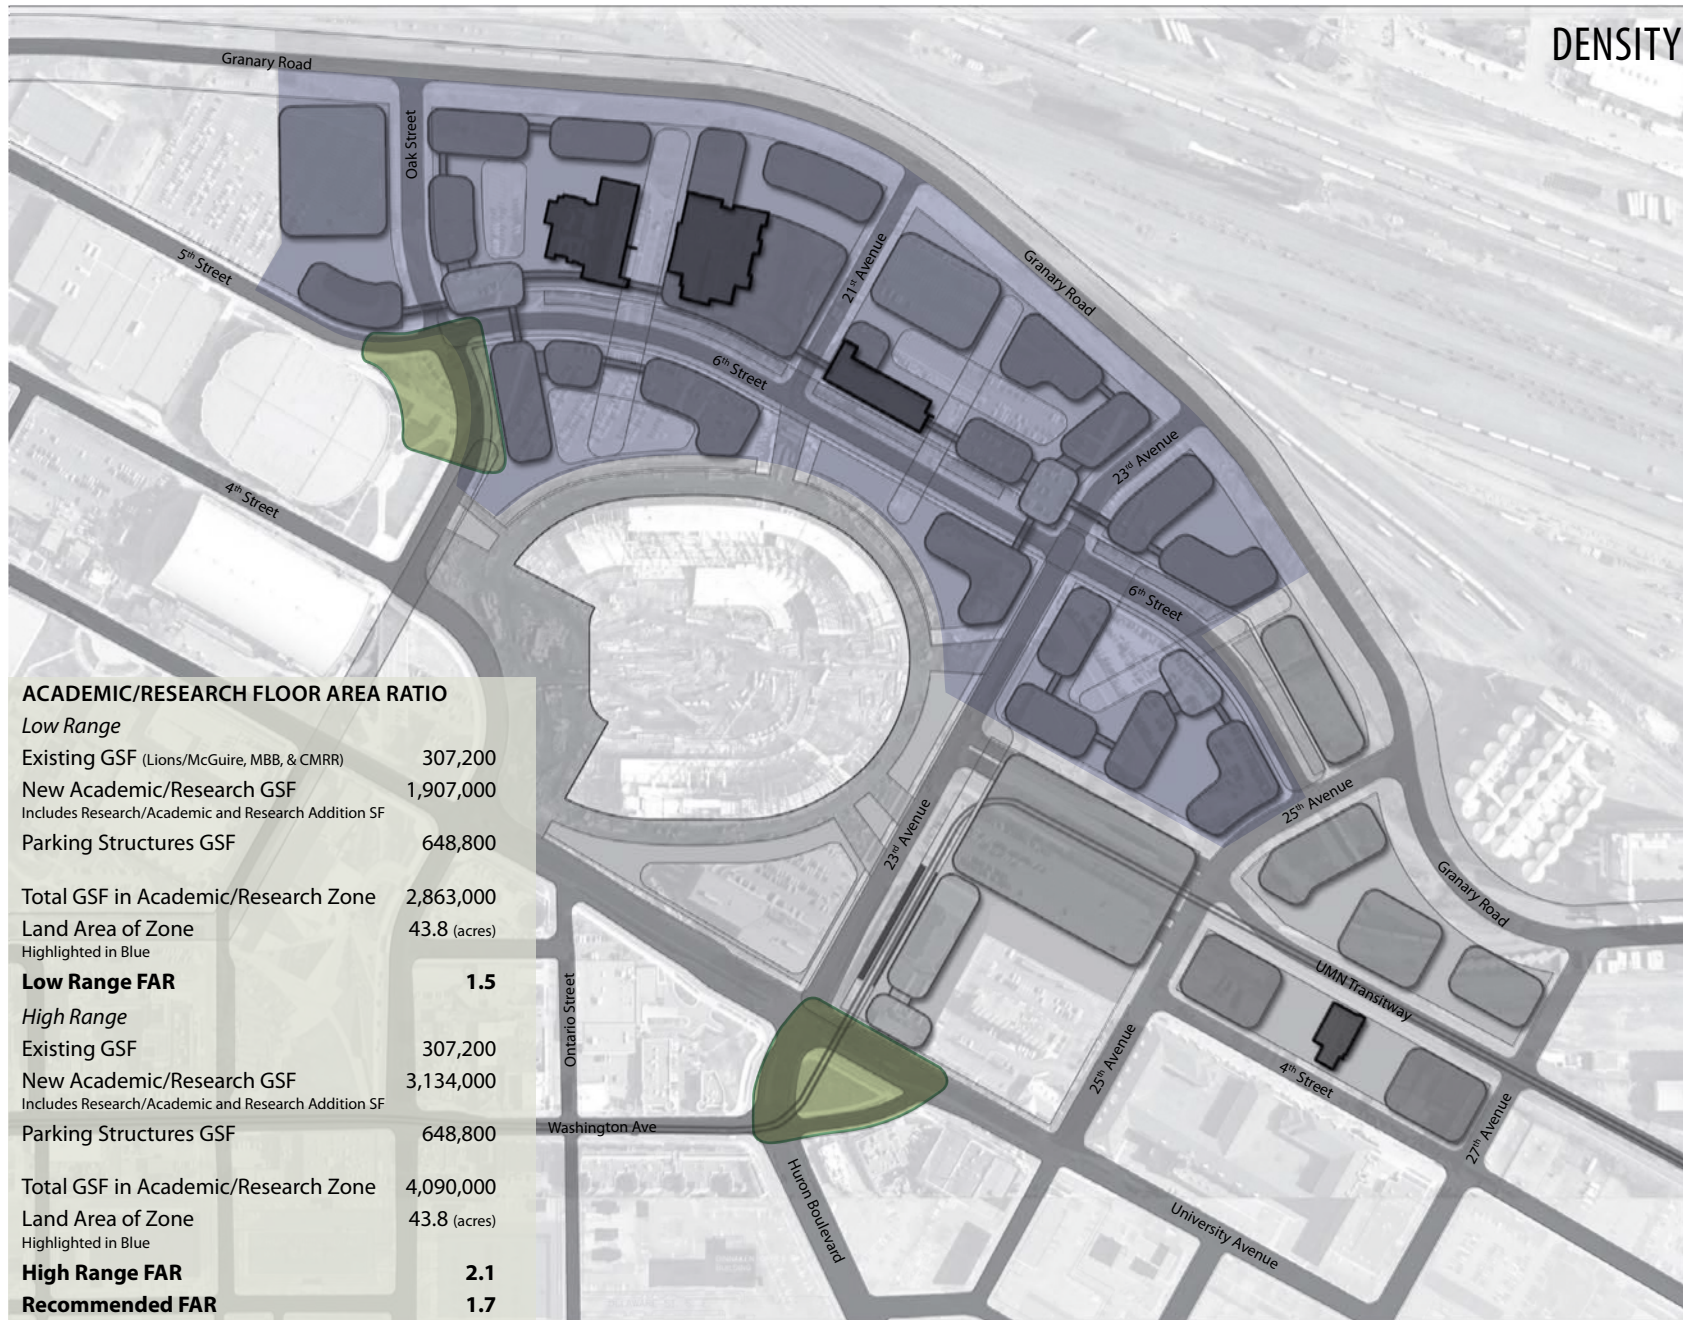 DENSITY
Granary Road
Oak Street
5th Street
21st Avenue
Granary Road
6th Street
23rd Avenue
4th Street
6th Street
25th Avenue
23rd Avenue
Granary Road
UMN Transitway
25th Avenue
4th Street
27th Avenue
Ontario Street
Washington Ave
Huron Boulevard
University Avenue
ACADEMIC/RESEARCH FLOOR AREA RATIO
Low Range
Existing GSF (Lions/McGuire, MBB, & CMRR) 307,200
New Academic/Research GSF 1,907,000
Includes Research/Academic and Research Addition SF
Parking Structures GSF 648,800
Total GSF in Academic/Research Zone 2,863,000
Land Area of Zone 43.8 (acres)
Highlighted in Blue
Low Range FAR 1.5
High Range
Existing GSF 307,200
New Academic/Research GSF 3,134,000
Includes Research/Academic and Research Addition SF
Parking Structures GSF 648,800
Total GSF in Academic/Research Zone 4,090,000
Land Area of Zone 43.8 (acres)
Highlighted in Blue
High Range FAR 2.1
Recommended FAR 1.7